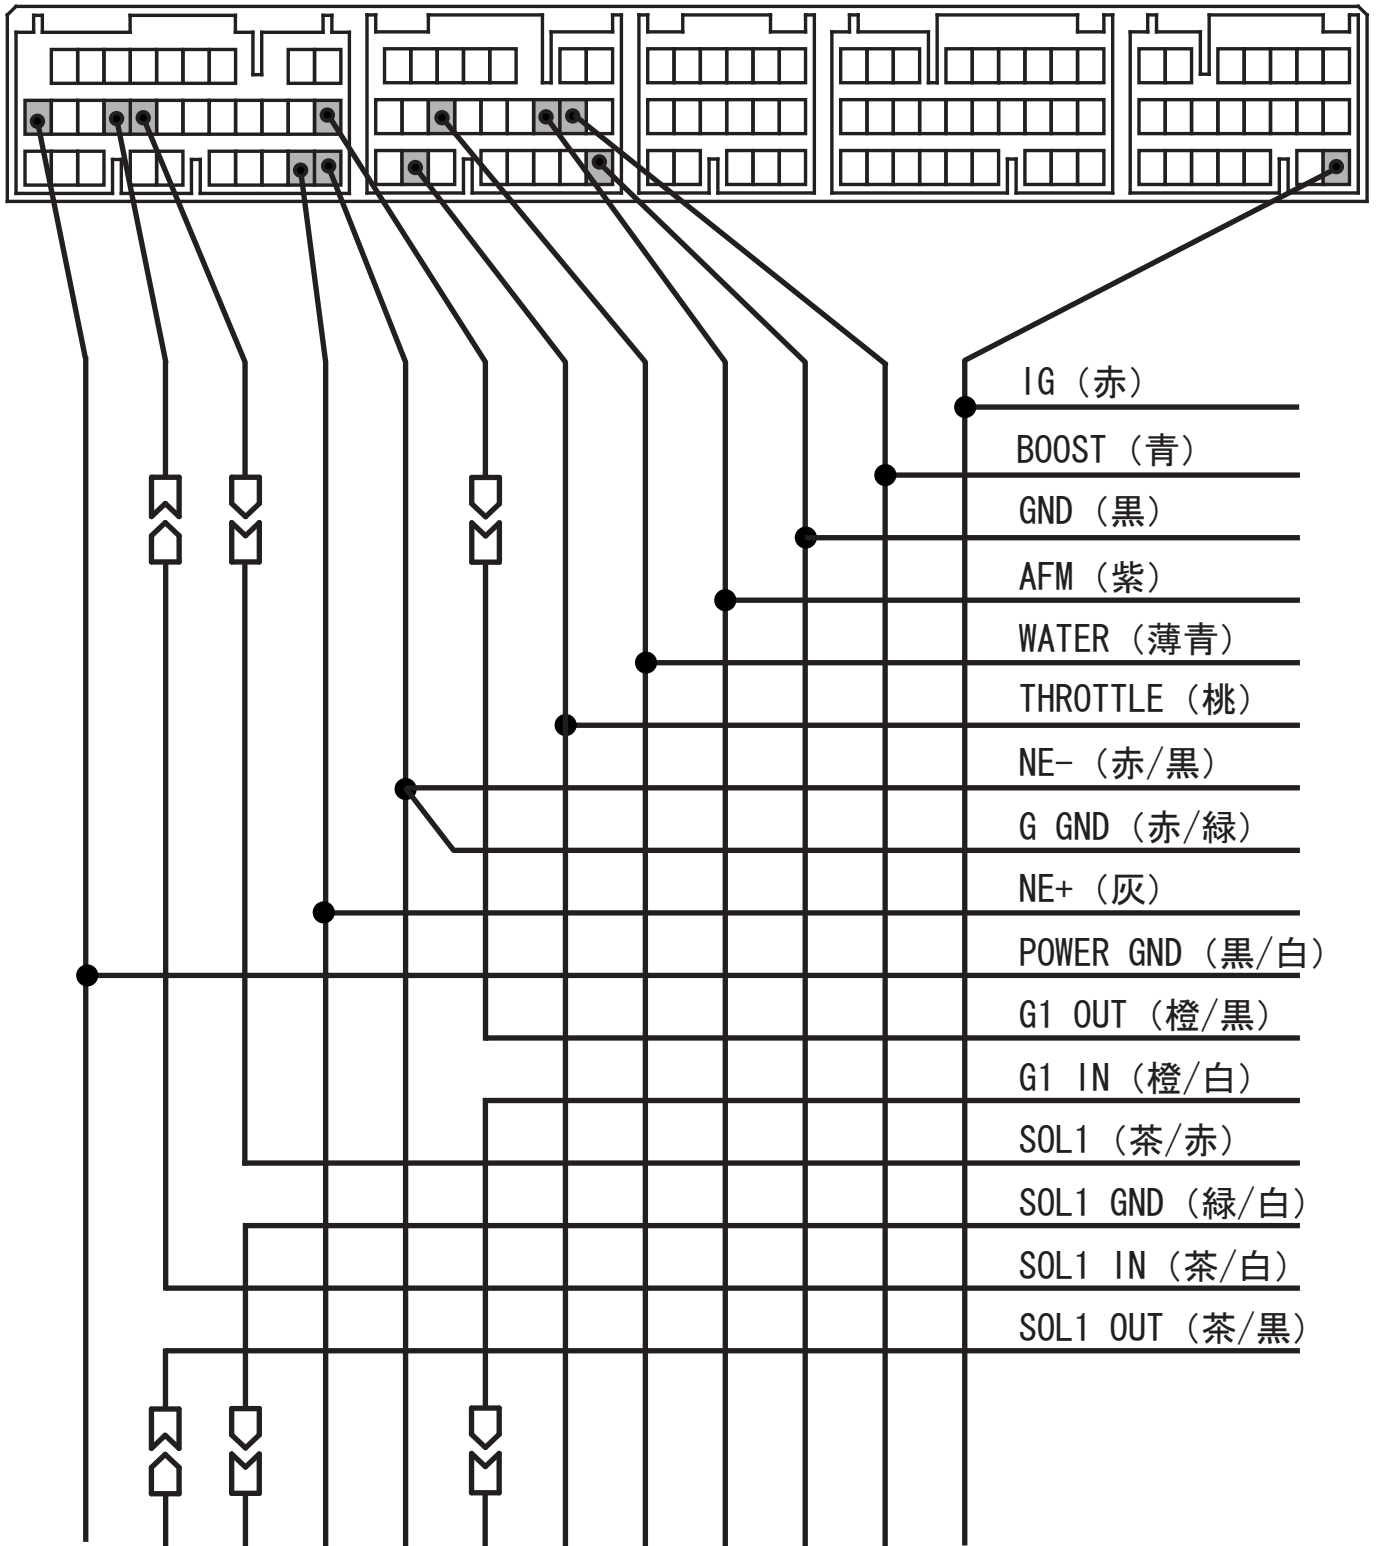 IG（赤）
BOOST（青）
GND（黒）
AFM（紫）
WATER（薄青）
THROTTLE（桃）
NE−（赤/黒）
G GND（赤/緑）
NE+（灰）
POWER GND（黒/白）
G1 OUT（橙/黒）
G1 IN（橙/白）
SOL1（茶/赤）
SOL1 GND（緑/白）
SOL1 IN（茶/白）
SOL1 OUT（茶/黒）